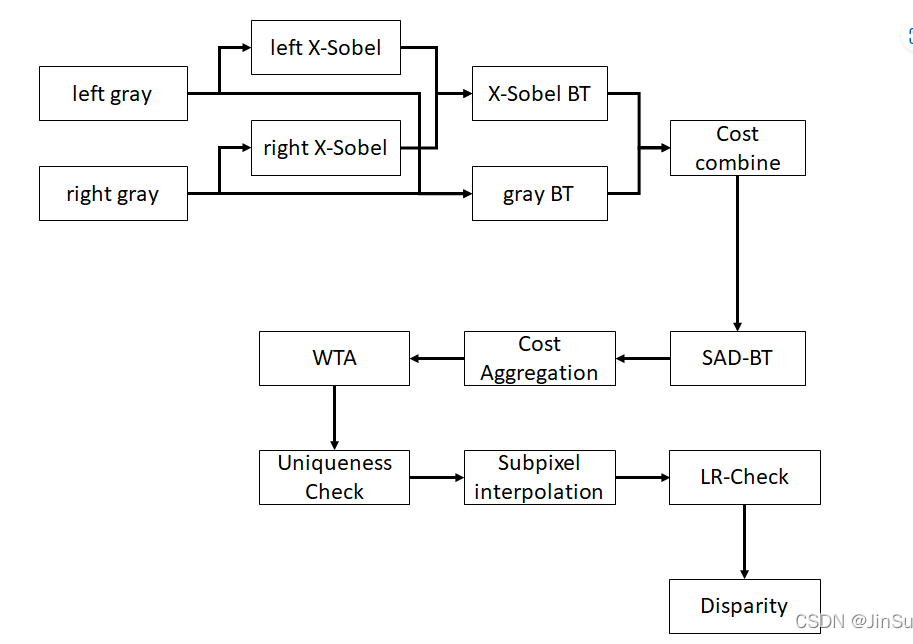 left X-Sobel
left gray
X-Sobel BT
right X-Sobel
Cost
combine
right gray
gray BT
WTA
Cost
Aggregation
SAD-BT
Uniqueness
Check
Subpixel
interpolation
LR-Check
Disparity
CSDN @JinSu